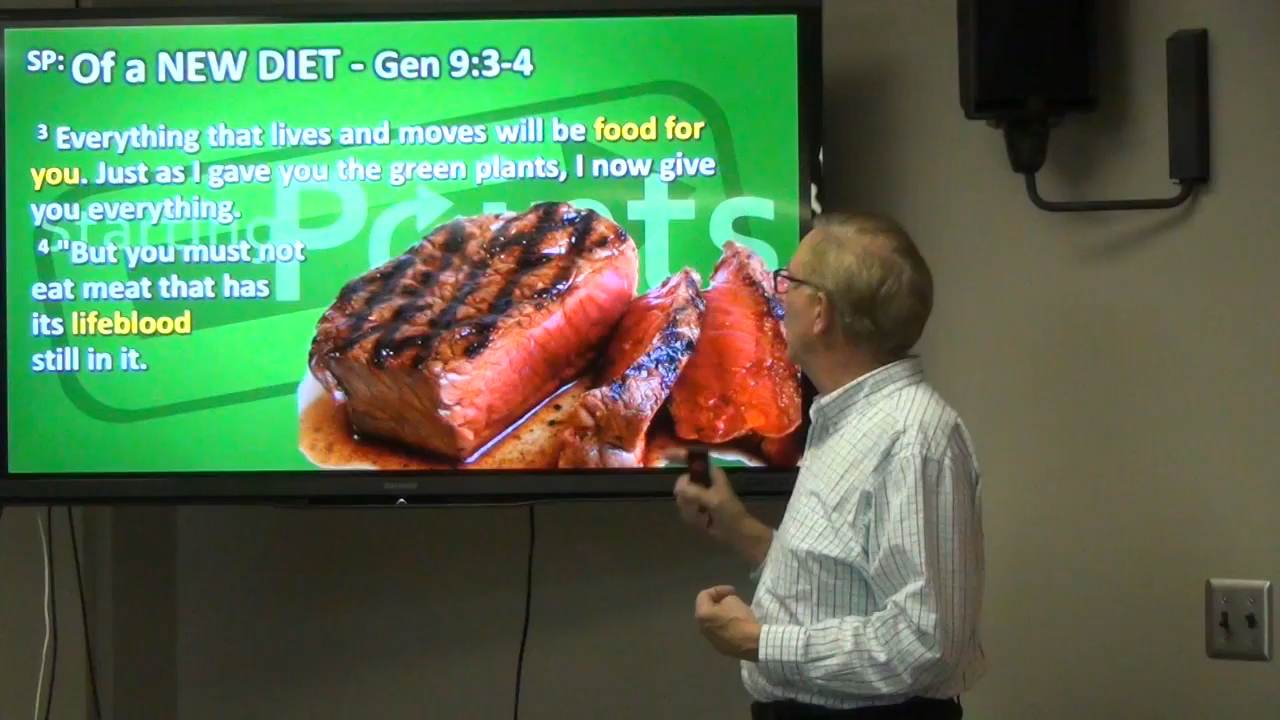 SP: Of a NEW DIET - Gen 9:3-4
3 Everything that lives and moves will be food for
you. Just as I gave you the green plants, I now give
you everything.
4 "But you must not
eat meat that has
its lifeblood
still in it.
Starting
Points